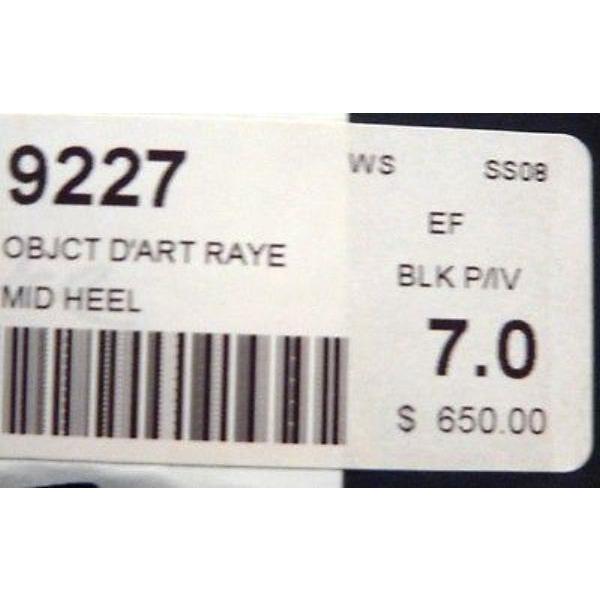 9227
OBJCT D'ART RAYE
MID HEEL
WS SS08
EF
BLK P/IV
7.0
$ 650.00